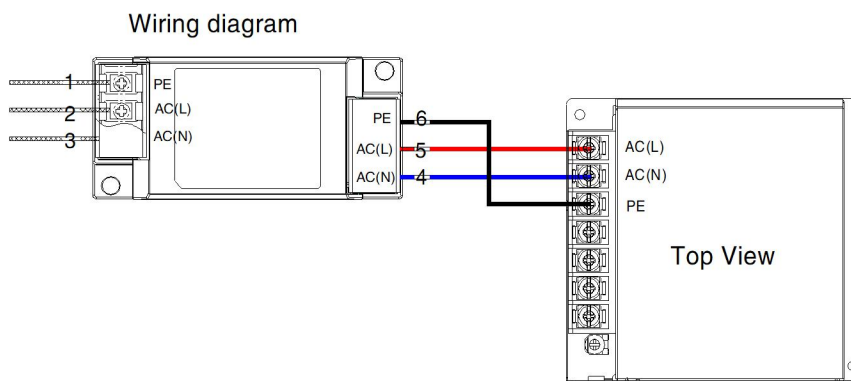 Wiring diagram
1
PE
2
AC(L)
3
AC(N)
PE
6
AC(L)
5
AC(N)
4
AC(L)
AC(N)
PE
Top View